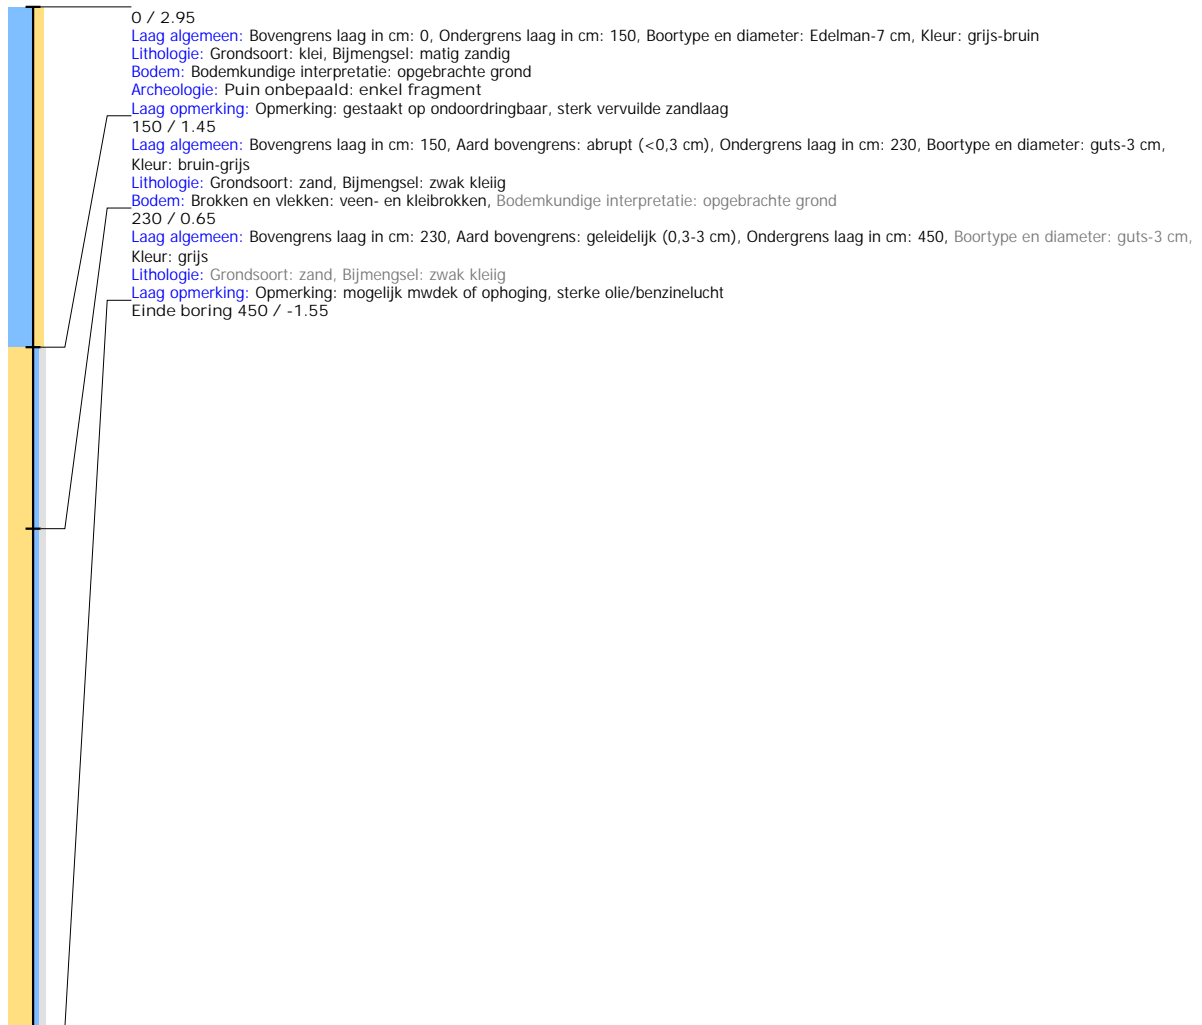 0 / 2.95
Laag algemeen: Bovengrens laag in cm: 0, Ondergrens laag in cm: 150, Boortype en diameter: Edelman-7 cm, Kleur: grijs-bruin
Lithologie: Grondsoort: klei, Bijmengsel: matig zandig
Bodem: Bodemkundige interpretatie: opgebrachte grond
Archeologie: Puin onbepaald: enkel fragment
Laag opmerking: Opmerking: gestaakt op ondoordringbaar, sterk vervuilde zandlaag
150 / 1.45
Laag algemeen: Bovengrens laag in cm: 150, Aard bovengrens: abrupt (<0,3 cm), Ondergrens laag in cm: 230, Boortype en diameter: guts-3 cm,
Kleur: bruin-grijs
Lithologie: Grondsoort: zand, Bijmengsel: zwak kleiig
Bodem: Brokken en vlekken: veen- en kleibrokken, Bodemkundige interpretatie: opgebrachte grond
230 / 0.65
Laag algemeen: Bovengrens laag in cm: 230, Aard bovengrens: geleidelijk (0,3-3 cm), Ondergrens laag in cm: 450, Boortype en diameter: guts-3 cm,
Kleur: grijs
Lithologie: Grondsoort: zand, Bijmengsel: zwak kleiig
Laag opmerking: Opmerking: mogelijk mwdek of ophoging, sterke olie/benzinelucht
Einde boring 450 / -1.55